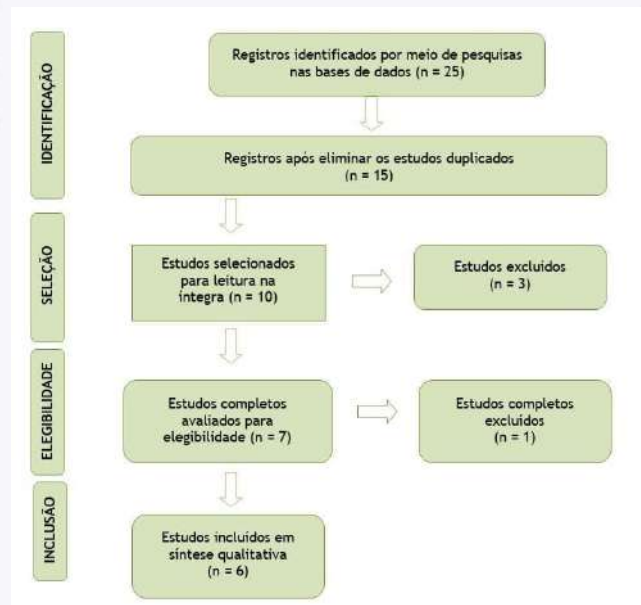 IDENTIFICAÇÃO
Registros identificados por meio de pesquisas
nas bases de dados (n = 25)
Registros após eliminar os estudos duplicados
(n = 15)
SELEÇÃO
Estudos selecionados
para leitura na
íntegra (n = 10)
Estudos excluídos
(n = 3)
ELEGIBILIDADE
Estudos completos
avaliados para
elegibilidade (n = 7)
Estudos completos
excluídos
(n = 1)
INCLUSÃO
Estudos incluídos em
síntese qualitativa
(n = 6)